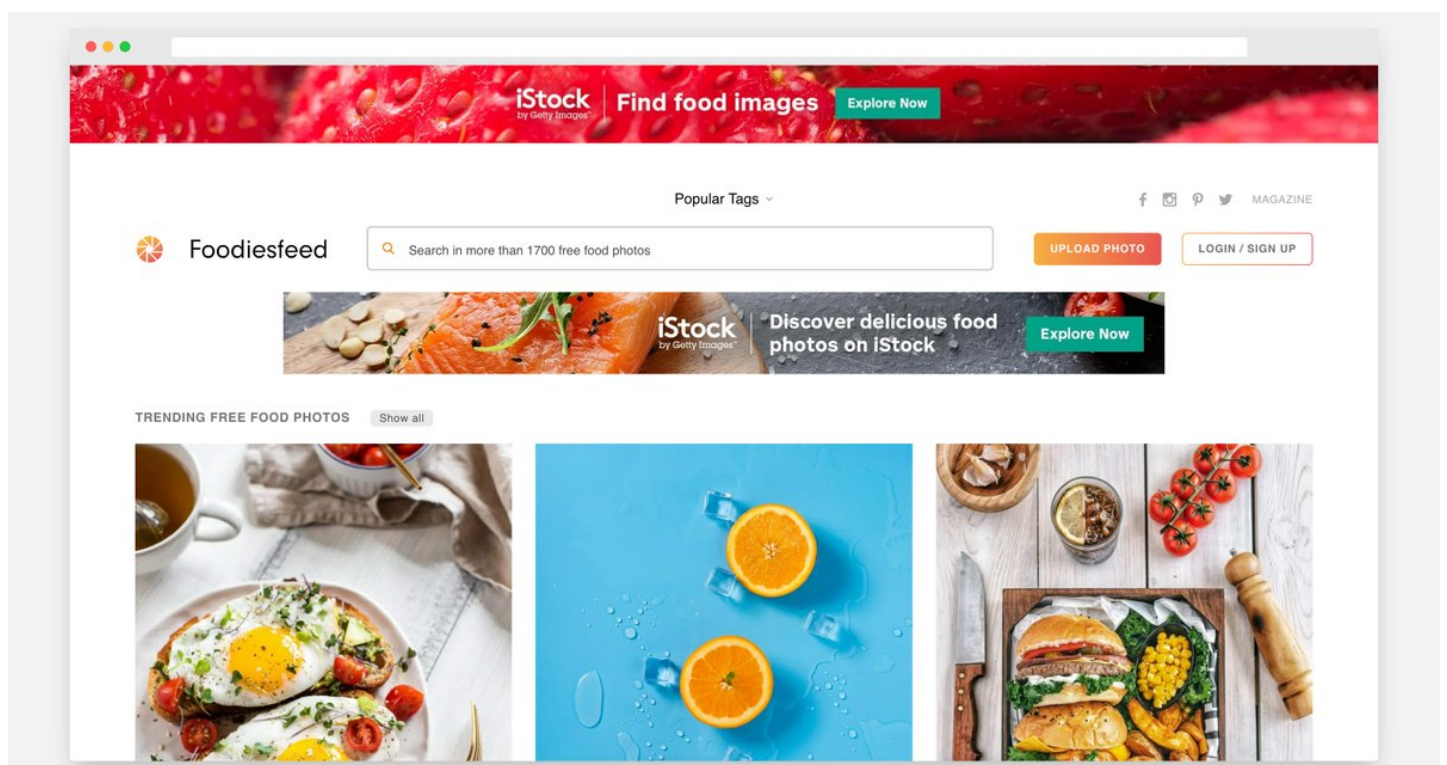 iStock
by Getty Images™
Find food images
Explore Now
Popular Tags
MAGAZINE
Foodiesfeed
Search in more than 1700 free food photos
UPLOAD PHOTO
LOGIN / SIGN UP
iStock
by Getty Images™
Discover delicious food
photos on iStock
Explore Now
TRENDING FREE FOOD PHOTOS
Show all